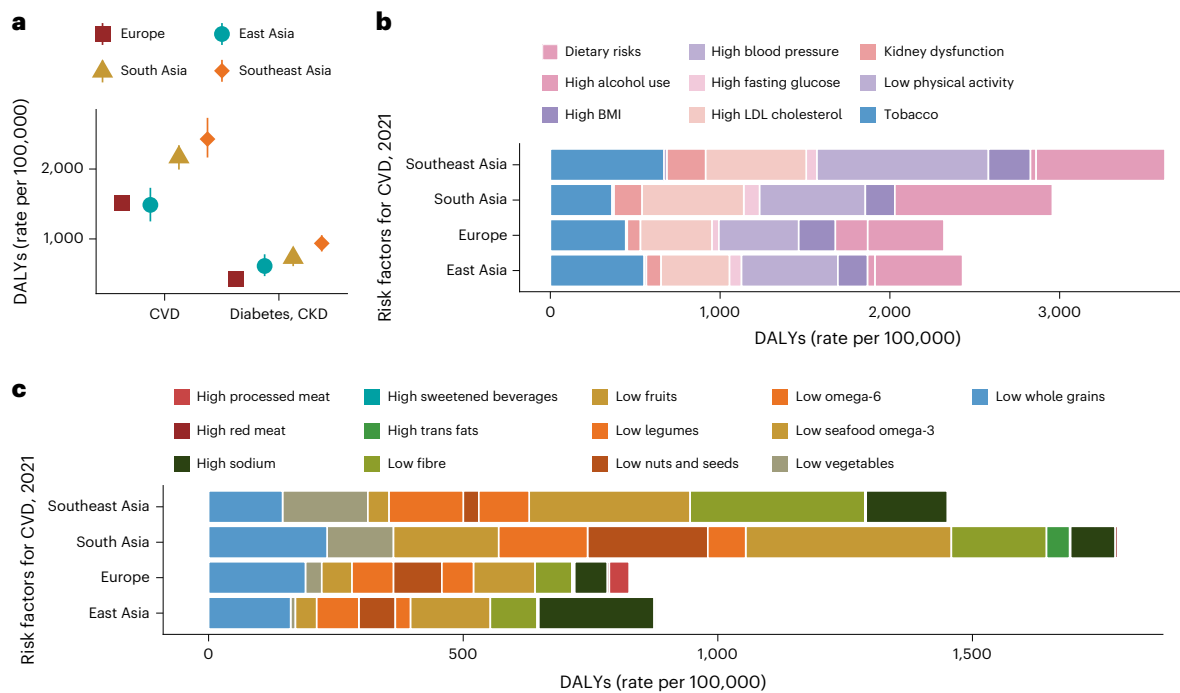 a
Europe
East Asia
South Asia
Southeast Asia
DALYs (rate per 100,000)
2,000
1,000
CVD
Diabetes, CKD
b
Dietary risks
High blood pressure
Kidney dysfunction
High alcohol use
High fasting glucose
Low physical activity
High BMI
High LDL cholesterol
Tobacco
Risk factors for CVD, 2021
Southeast Asia
South Asia
Europe
East Asia
0
1,000
2,000
3,000
DALYs (rate per 100,000)
c
High processed meat
High sweetened beverages
Low fruits
Low omega-6
Low whole grains
High red meat
High trans fats
Low legumes
Low seafood omega-3
High sodium
Low fibre
Low nuts and seeds
Low vegetables
Risk factors for CVD, 2021
Southeast Asia
South Asia
Europe
East Asia
0
500
1,000
1,500
DALYs (rate per 100,000)